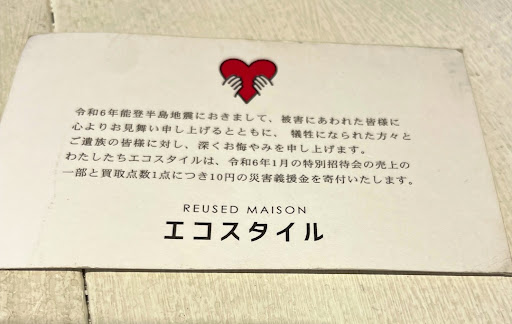 令和6年能登半島地震におきまして、被害にあわれた皆様に
心よりお見舞い申し上げるとともに、犠牲になられた方々と
ご遺族の皆様に対し、深くお悔やみを申し上げます。
わたしたちエコスタイルは、令和6年1月の特別招待会の売上の
一部と買取点数1点につき10円の災害義援金を寄付いたします。
REUSED MAISON
エコスタイル